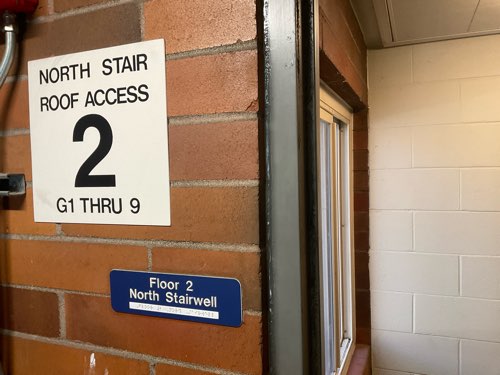 NORTH STAIR
ROOF ACCESS
2
G1 THRU 9
Floor 2
North Stairwell